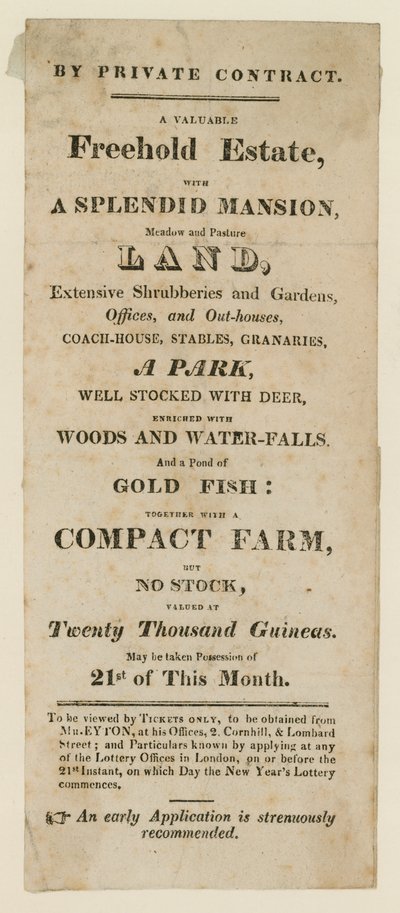 BY PRIVATE CONTRACT.
A VALUABLE
Freehold Estate,
WITH
A SPLENDID MANSION,
Meadow and Pasture
LAND,
Extensive Shrubberies and Gardens,
Offices, and Out-houses,
COACH-HOUSE, STABLES, GRANARIES,
A PARK,
WELL STOCKED WITH DEER,
ENRICHED WITH
WOODS AND WATER-FALLS.
And a Pond of
GOLD FISH:
TOGETHER WITH A
COMPACT FARM,
BUT
NO STOCK,
VALUED AT
Twenty Thousand Guineas.
May be taken Possession of
21st of This Month.
To be viewed by TICKETS ONLY, to be obtained from
Mr. EYTON, at his Offices, 2. Cornhill, & Lombard
Street; and Particulars known by applying at any
of the Lottery Offices in London, on or before the
21st Instant, on which Day the New Year's Lottery
commences.
☞ An early Application is strenuously
recommended.